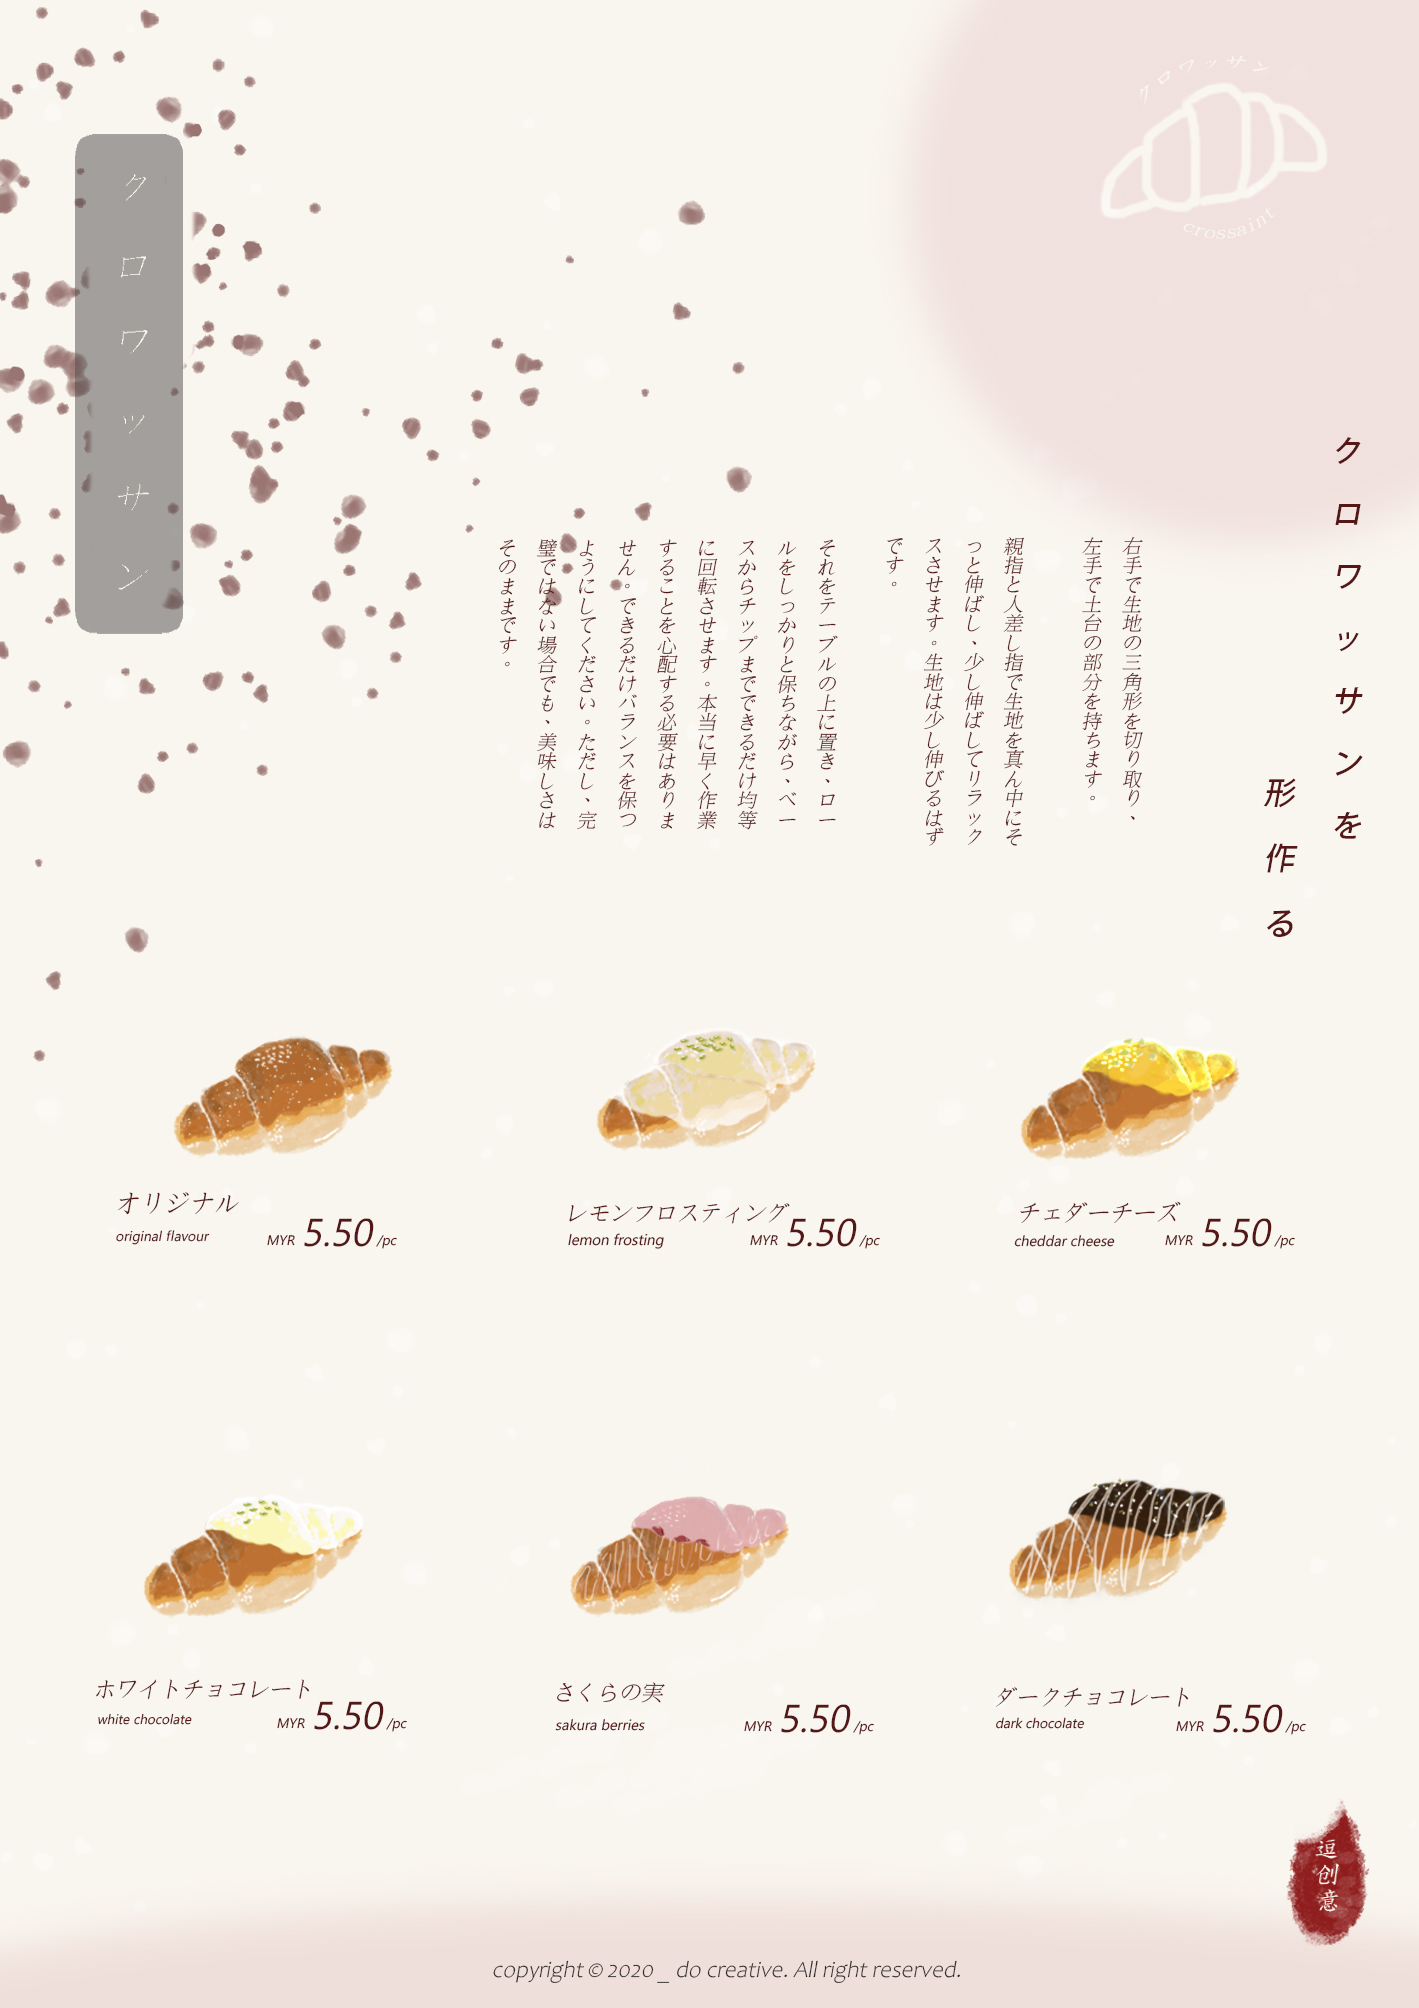 クロワッサン
crossaint
クロワッサン
クロワッサンを
形作る
右手で生地の三角形を切り取り、
左手で土台の部分を持ちます。
親指と人差し指で生地を真ん中にそ
っと伸ばし、少し伸ばしてリラック
スさせます。生地は少し伸びるはず
です。
それをテーブルの上に置き、ロー
ルをしっかりと保ちながら、ベー
スからチップまでできるだけ均等
に回転させます。本当に早く作業
することを心配する必要はありま
せん。できるだけバランスを保つ
ようにしてください。ただし、完
璧ではない場合でも、美味しさは
そのままです。
オリジナル
original flavour
MYR 5.50 /pc
レモンフロスティング
lemon frosting
MYR 5.50 /pc
チェダーチーズ
cheddar cheese
MYR 5.50 /pc
ホワイトチョコレート
white chocolate
MYR 5.50 /pc
さくらの実
sakura berries
MYR 5.50 /pc
ダークチョコレート
dark chocolate
MYR 5.50 /pc
逗创意
copyright © 2020 _ do creative. All right reserved.